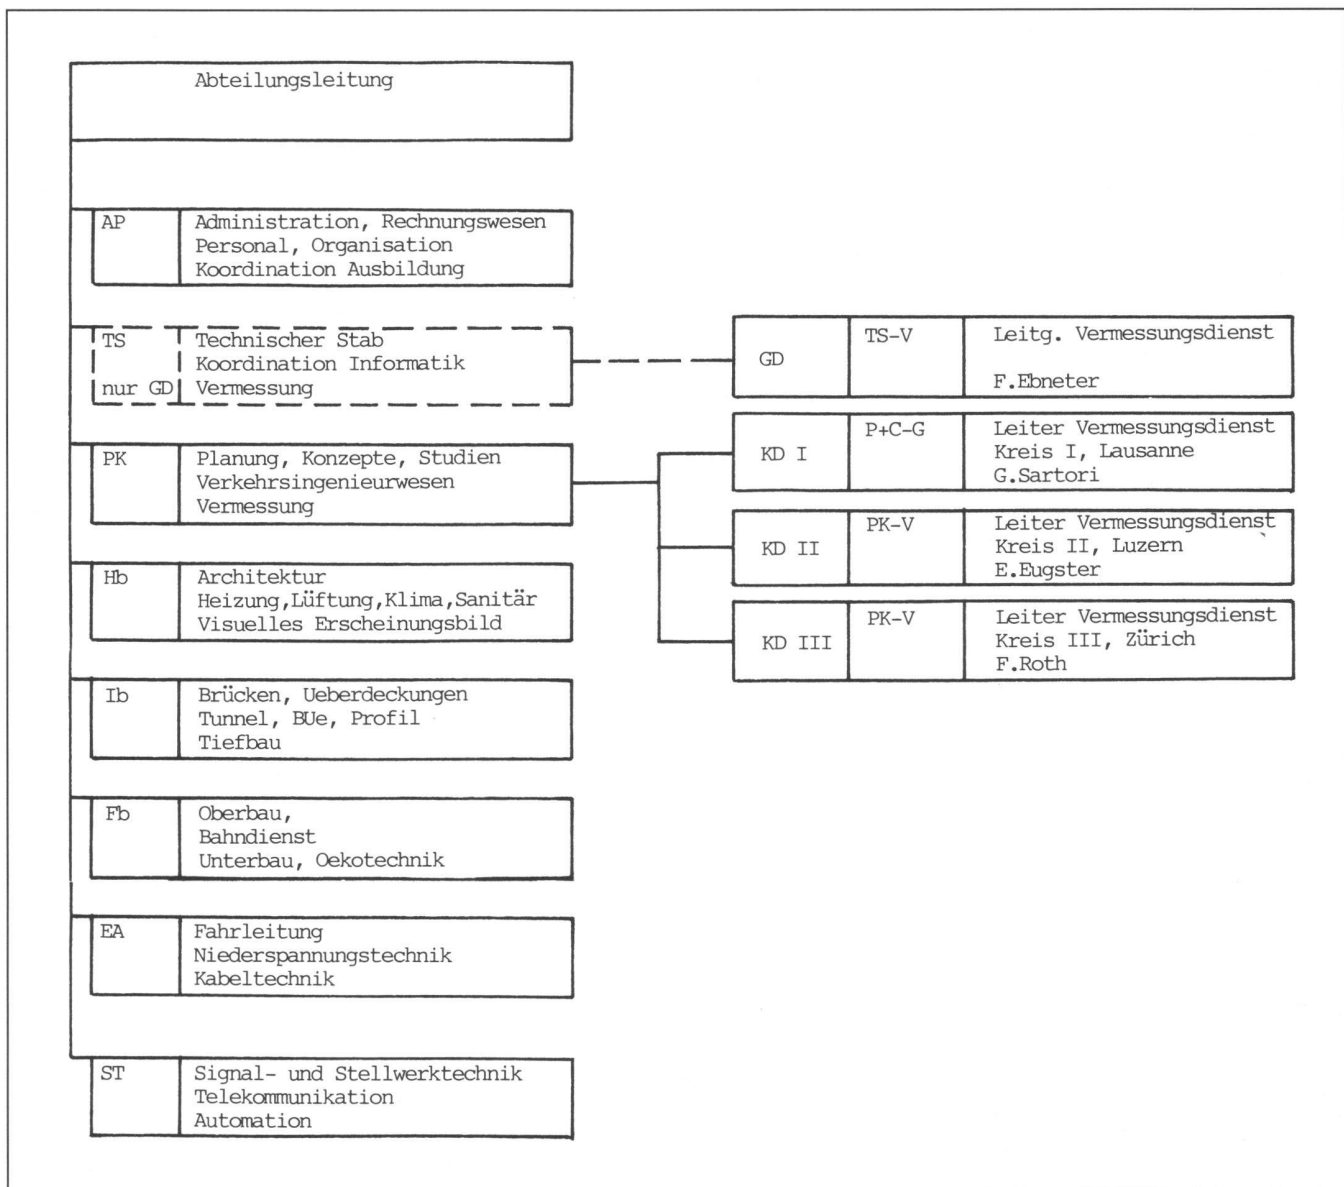 Abteilungsleitung
AP
Administration, Rechnungswesen
Personal, Organisation
Koordination Ausbildung
TS
nur GD
Technischer Stab
Koordination Informatik
Vermessung
GD
TS-V
Leitg. Vermessungsdienst
F.Ebneter
PK
Planung, Konzepte, Studien
Verkehrsingenieurwesen
Vermessung
KD I
P+C-G
Leiter Vermessungsdienst
Kreis I, Lausanne
G.Sartori
KD II
PK-V
Leiter Vermessungsdienst
Kreis II, Luzern
E.Eugster
KD III
PK-V
Leiter Vermessungsdienst
Kreis III, Zürich
F.Roth
Hb
Architektur
Heizung,Lüftung,Klima,Sanitär
Visuelles Erscheinungsbild
Ib
Brücken, Ueberdeckungen
Tunnel, BUe, Profil
Tiefbau
Fb
Oberbau,
Bahndienst
Unterbau, Oekotechnik
EA
Fahrleitung
Niederspannungstechnik
Kabeltechnik
ST
Signal- und Stellwerktechnik
Telekommunikation
Automation